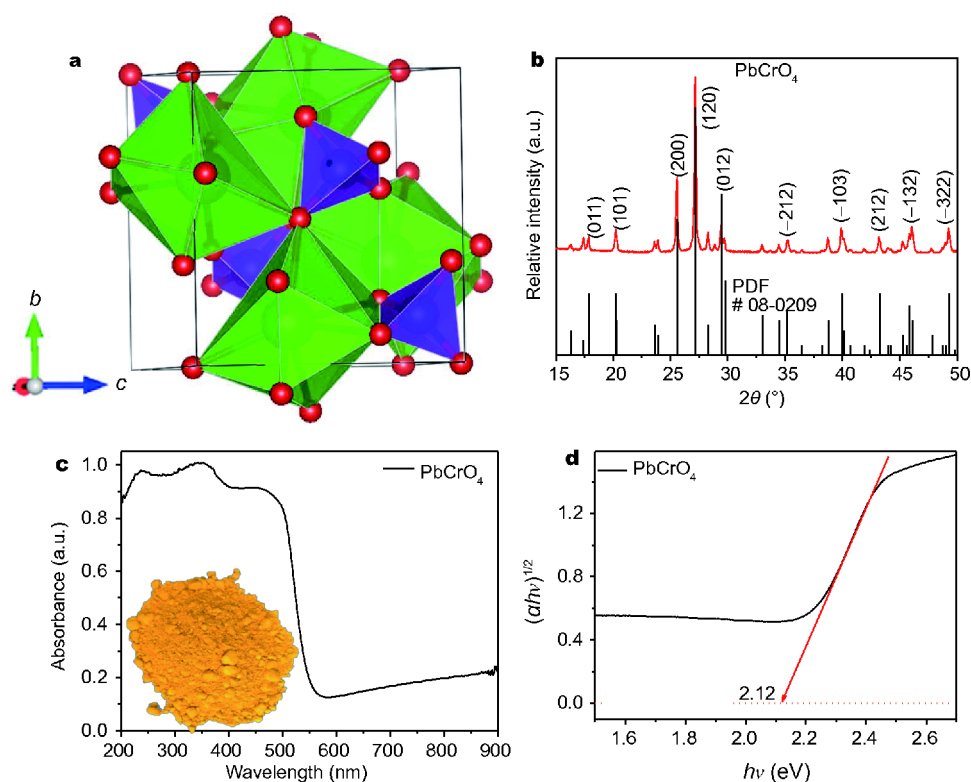 a
b
c
b
PbCrO4
Relative intensity (a.u.)
(011)
(101)
(200)
(120)
(012)
(−212)
(−103)
(212)
(−132)
(−322)
PDF
# 08-0209
15 20 25 30 35 40 45 50
2θ (°)
c
PbCrO4
Absorbance (a.u.)
1.0
0.8
0.6
0.4
0.2
0.0
200 300 400 500 600 700 800 900
Wavelength (nm)
d
PbCrO4
(αhν)1/2
1.2
0.6
0.0
2.12
1.6 1.8 2.0 2.2 2.4 2.6
hν (eV)